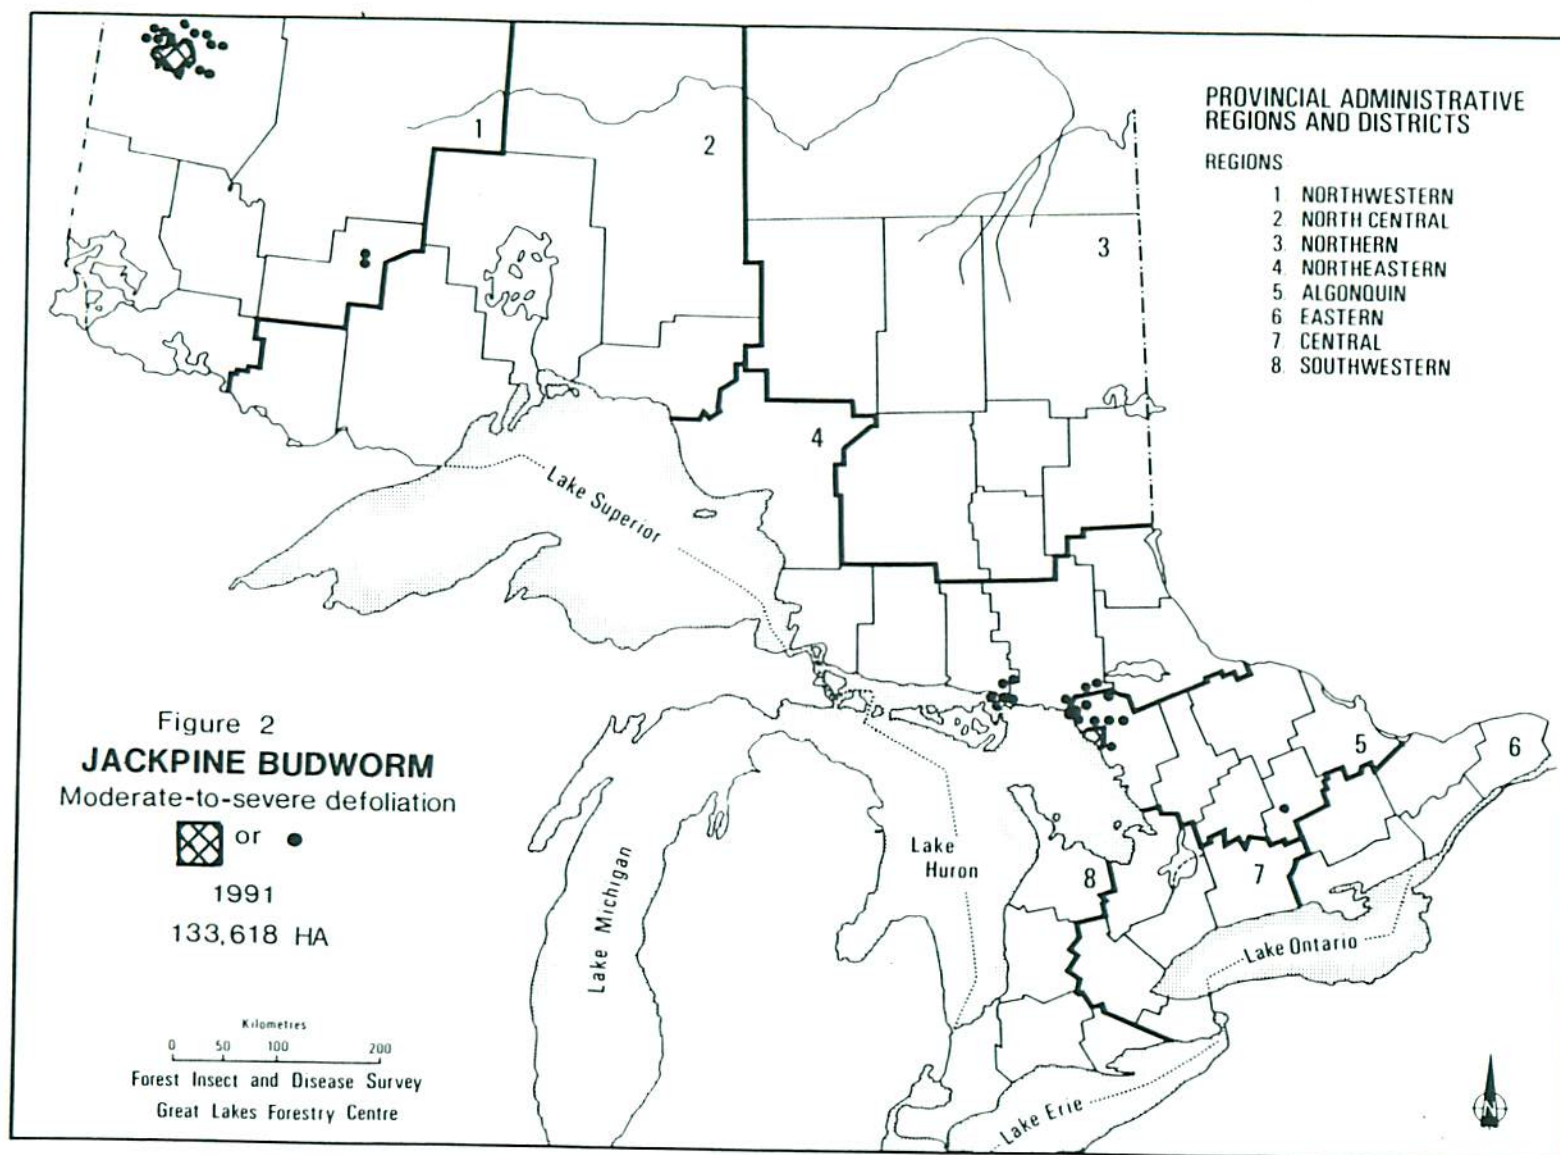 PROVINCIAL ADMINISTRATIVE
REGIONS AND DISTRICTS
REGIONS
1 NORTHWESTERN
2 NORTH CENTRAL
3 NORTHERN
4 NORTHEASTERN
5 ALGONQUIN
6 EASTERN
7 CENTRAL
8 SOUTHWESTERN
1
2
3
4
5
6
7
8
Lake Superior
Lake Michigan
Lake
Huron
Lake Ontario
Lake Erie
Figure 2
JACKPINE BUDWORM
Moderate-to-severe defoliation
or
1991
133,618 HA
Kilometres
0 50 100 200
Forest Insect and Disease Survey
Great Lakes Forestry Centre
N